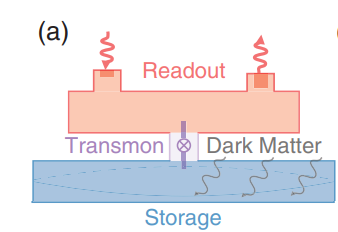 (a)
Readout
Transmon
Dark Matter
Storage